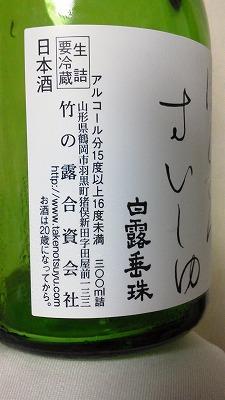 すいしゆ
白露垂珠
アルコール分15度以上16度未満 三〇〇ml詰
山形県鶴岡市羽黒町猪俣新田字田屋前一三三
竹の露合資会社
http://www.takenotsuyu.com
お酒は20歳になってから。
生詰
要冷蔵
日本酒